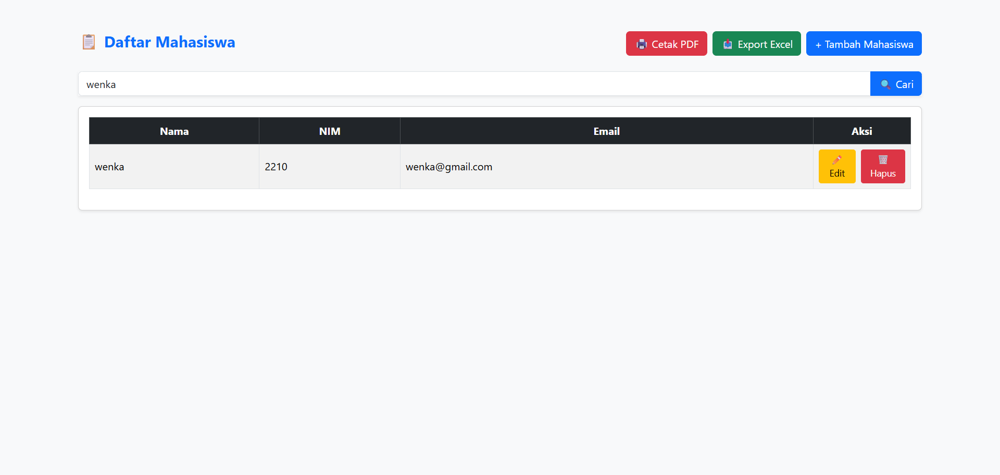 Daftar Mahasiswa
Cetak PDF
Export Excel
+ Tambah Mahasiswa
wenka
Cari
Nama NIM Email Aksi
wenka 2210 wenka@gmail.com
Edit
Hapus